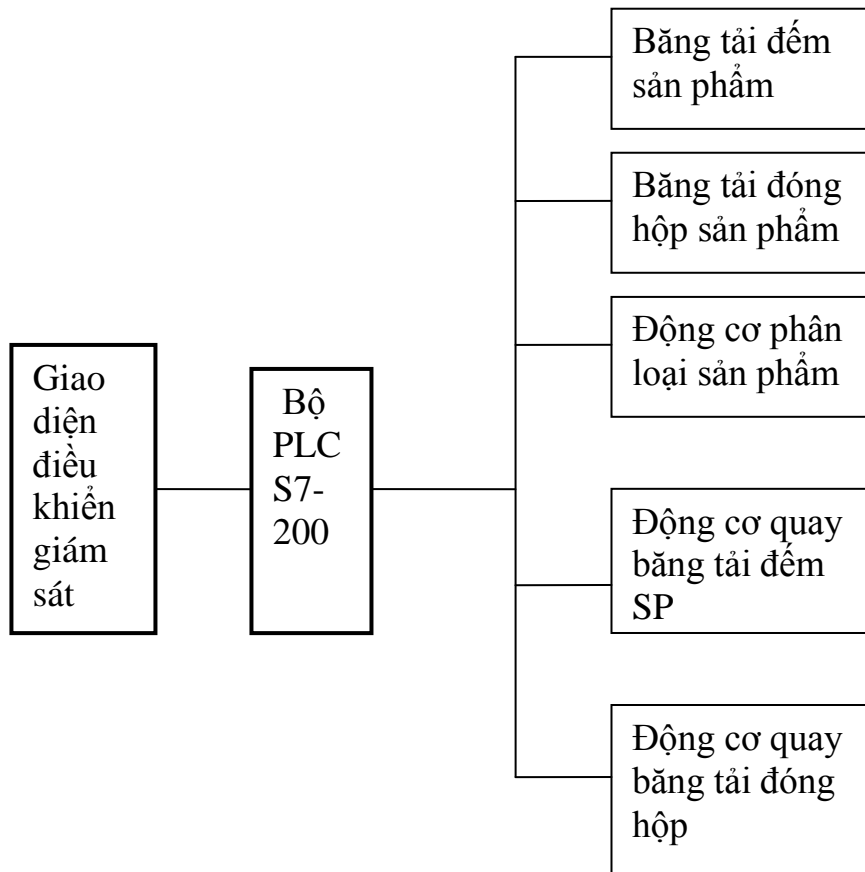 Băng tải đếm
sản phẩm
Băng tải đóng
hộp sản phẩm
Động cơ phân
loại sản phẩm
Giao
diện
điều
khiển
giám
sát
Bộ
PLC
S7-
200
Động cơ quay
băng tải đếm
SP
Động cơ quay
băng tải đóng
hộp